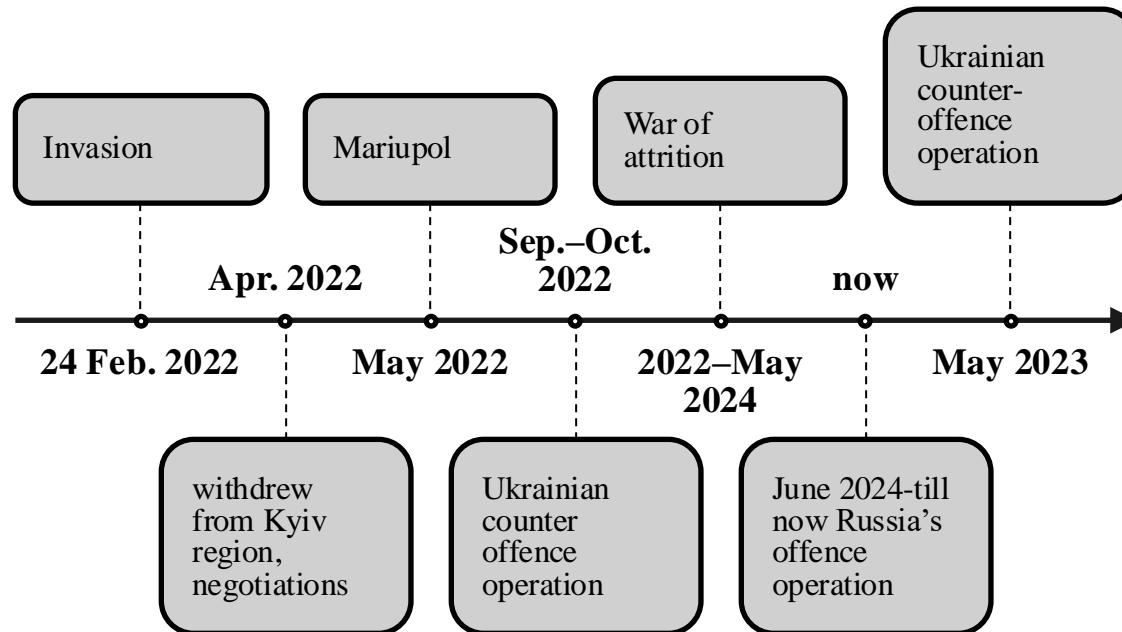 Invasion
Mariupol
War of
attrition
Ukrainian
counter-
offence
operation
Apr. 2022
Sep.–Oct.
2022
now
24 Feb. 2022
May 2022
2022–May
2024
May 2023
withdrew
from Kyiv
region,
negotiations
Ukrainian
counter
offence
operation
June 2024-till
now Russia’s
offence
operation